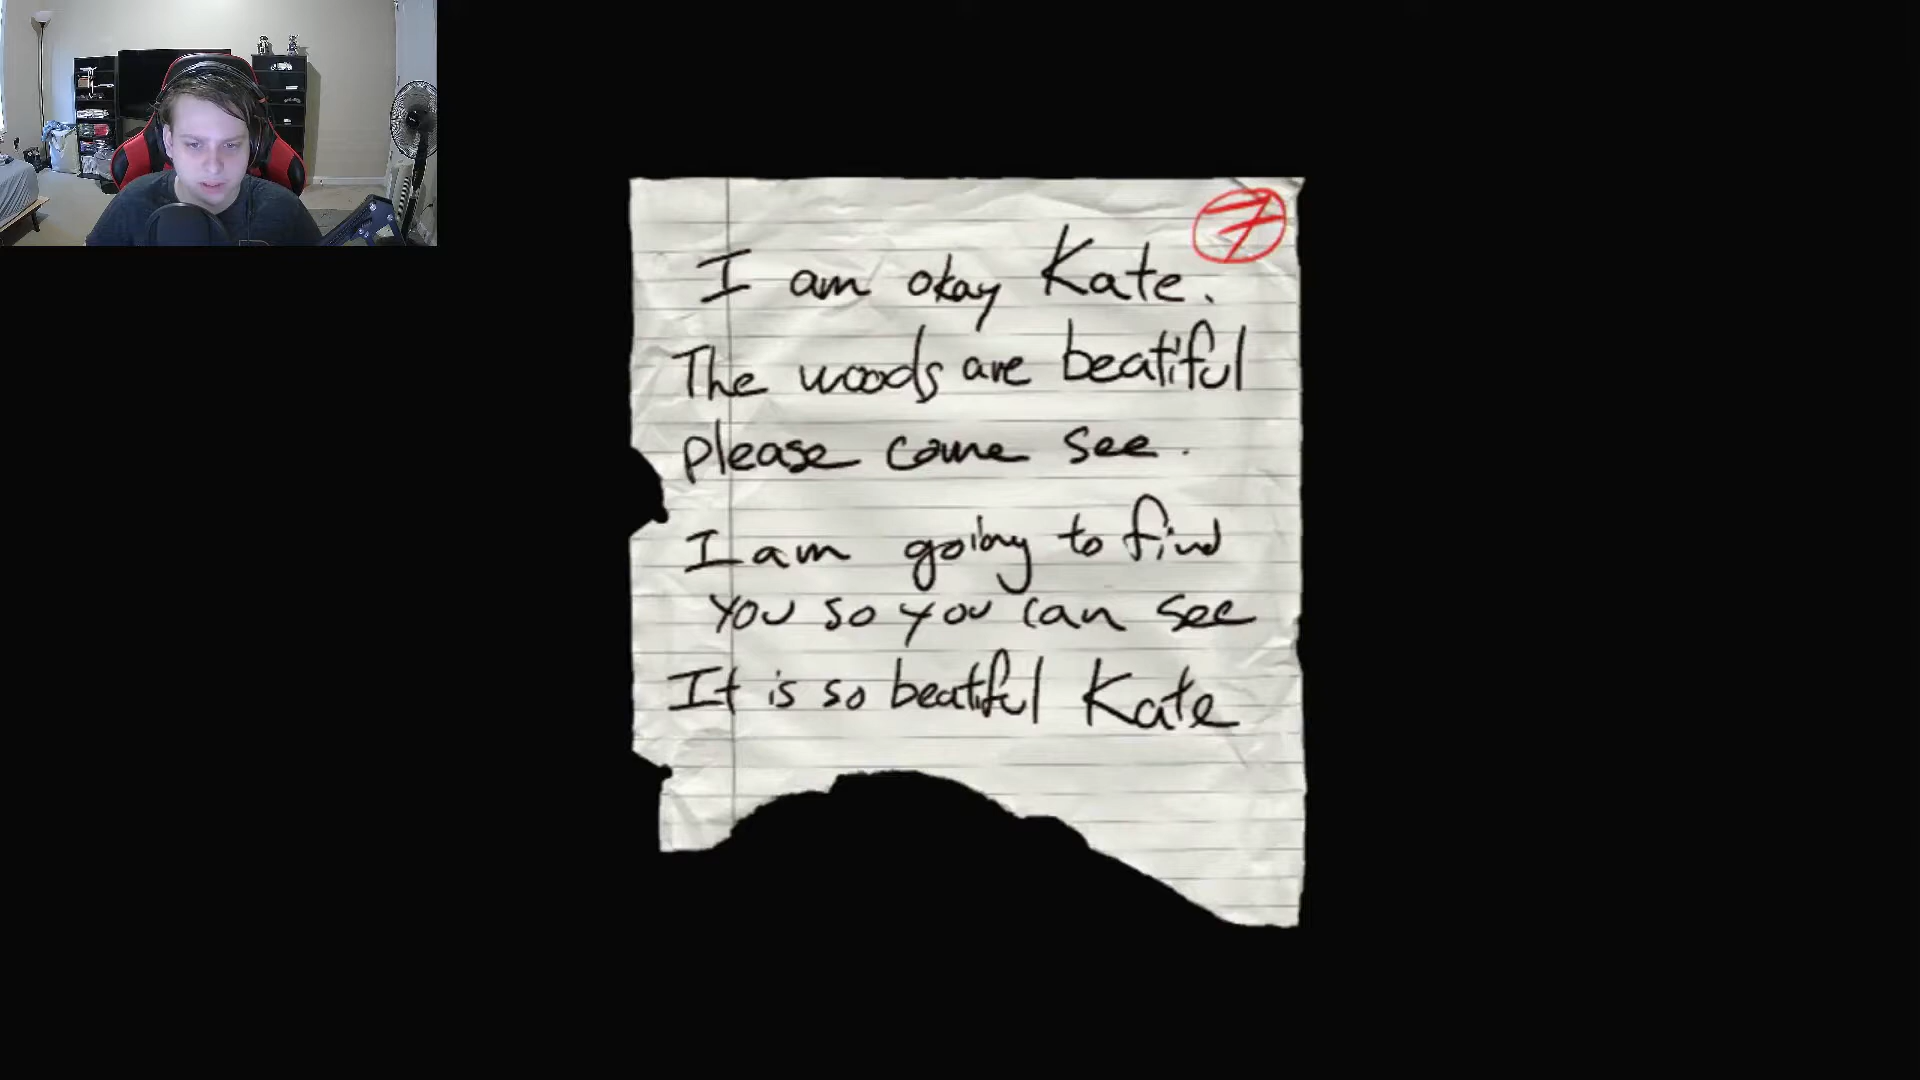 7
I am okay Kate.
The woods are beatiful
please come see.
I am going to find
you so you can see
It is so beatiful Kate